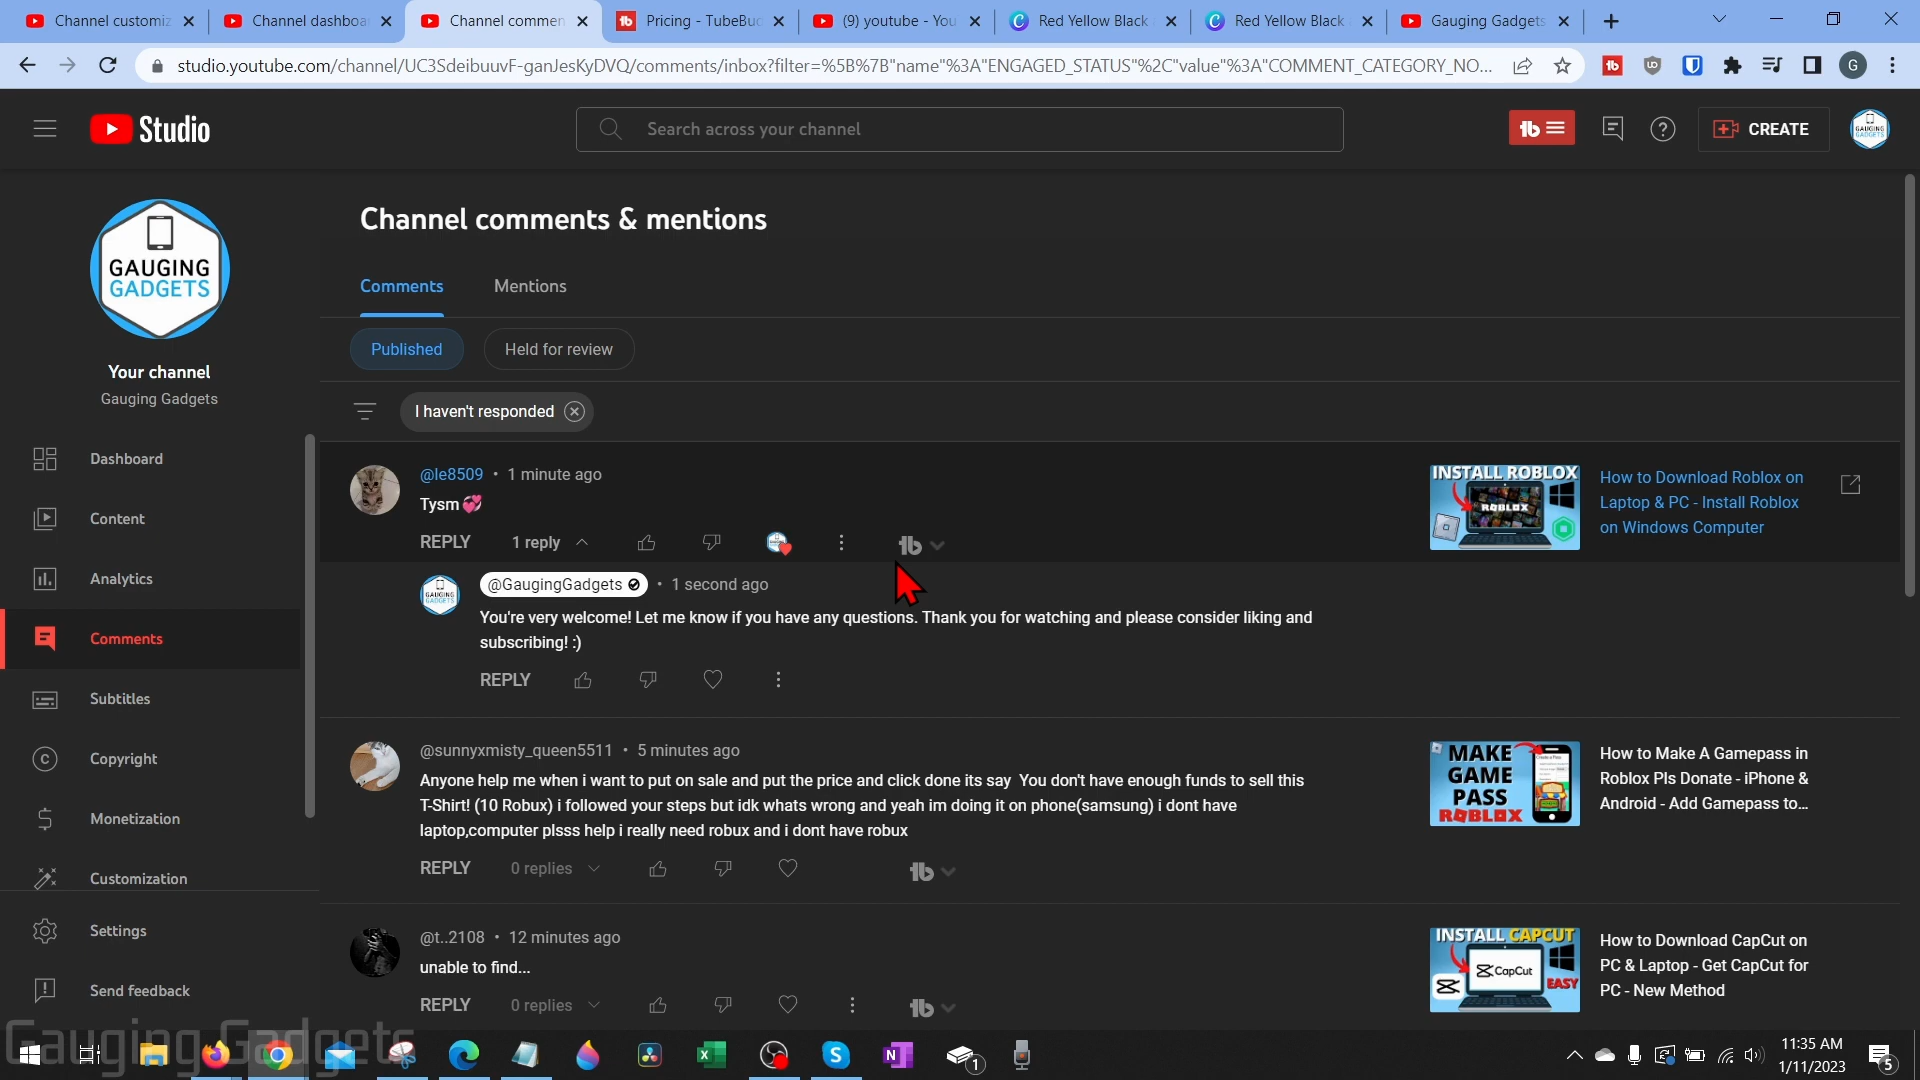 Channel customiz
Channel dashboa
Channel commen
Pricing - TubeBud
(9) youtube - You
Red Yellow Black
Red Yellow Black
Gauging Gadgets
studio.youtube.com/channel/UC3SdeibuuvF-ganJesKyDVQ/comments/inbox?filter=%5B%7B"name"%3A"ENGAGED_STATUS"%2C"value"%3A"COMMENT_CATEGORY_NO...
G
Studio
Search across your channel
CREATE
GAUGING
GADGETS
Your channel
Gauging Gadgets
Dashboard
Content
Analytics
Comments
Subtitles
Copyright
Monetization
Customization
Settings
Send feedback
Channel comments & mentions
Comments
Mentions
Published
Held for review
I haven't responded
@le8509 • 1 minute ago
Tysm💞
REPLY
1 reply
INSTALL ROBLOX
ROBLOX
How to Download Roblox on
Laptop & PC - Install Roblox
on Windows Computer
@GaugingGadgets • 1 second ago
You're very welcome! Let me know if you have any questions. Thank you for watching and please consider liking and
subscribing! :)
REPLY
@sunnyxmisty_queen5511 • 5 minutes ago
Anyone help me when i want to put on sale and put the price and click done its say You don't have enough funds to sell this
T-Shirt! (10 Robux) i followed your steps but idk whats wrong and yeah im doing it on phone(samsung) i dont have
laptop,computer plsss help i really need robux and i dont have robux
REPLY
0 replies
MAKE
GAME
PASS
ROBLOX
How to Make A Gamepass in
Roblox Pls Donate - iPhone &
Android - Add Gamepass to...
@t..2108 • 12 minutes ago
unable to find...
REPLY
0 replies
INSTALL CAPCUT
CapCut
EASY
How to Download CapCut on
PC & Laptop - Get CapCut for
PC - New Method
Gauging Gadgets
1
11:35 AM
1/11/2023
5